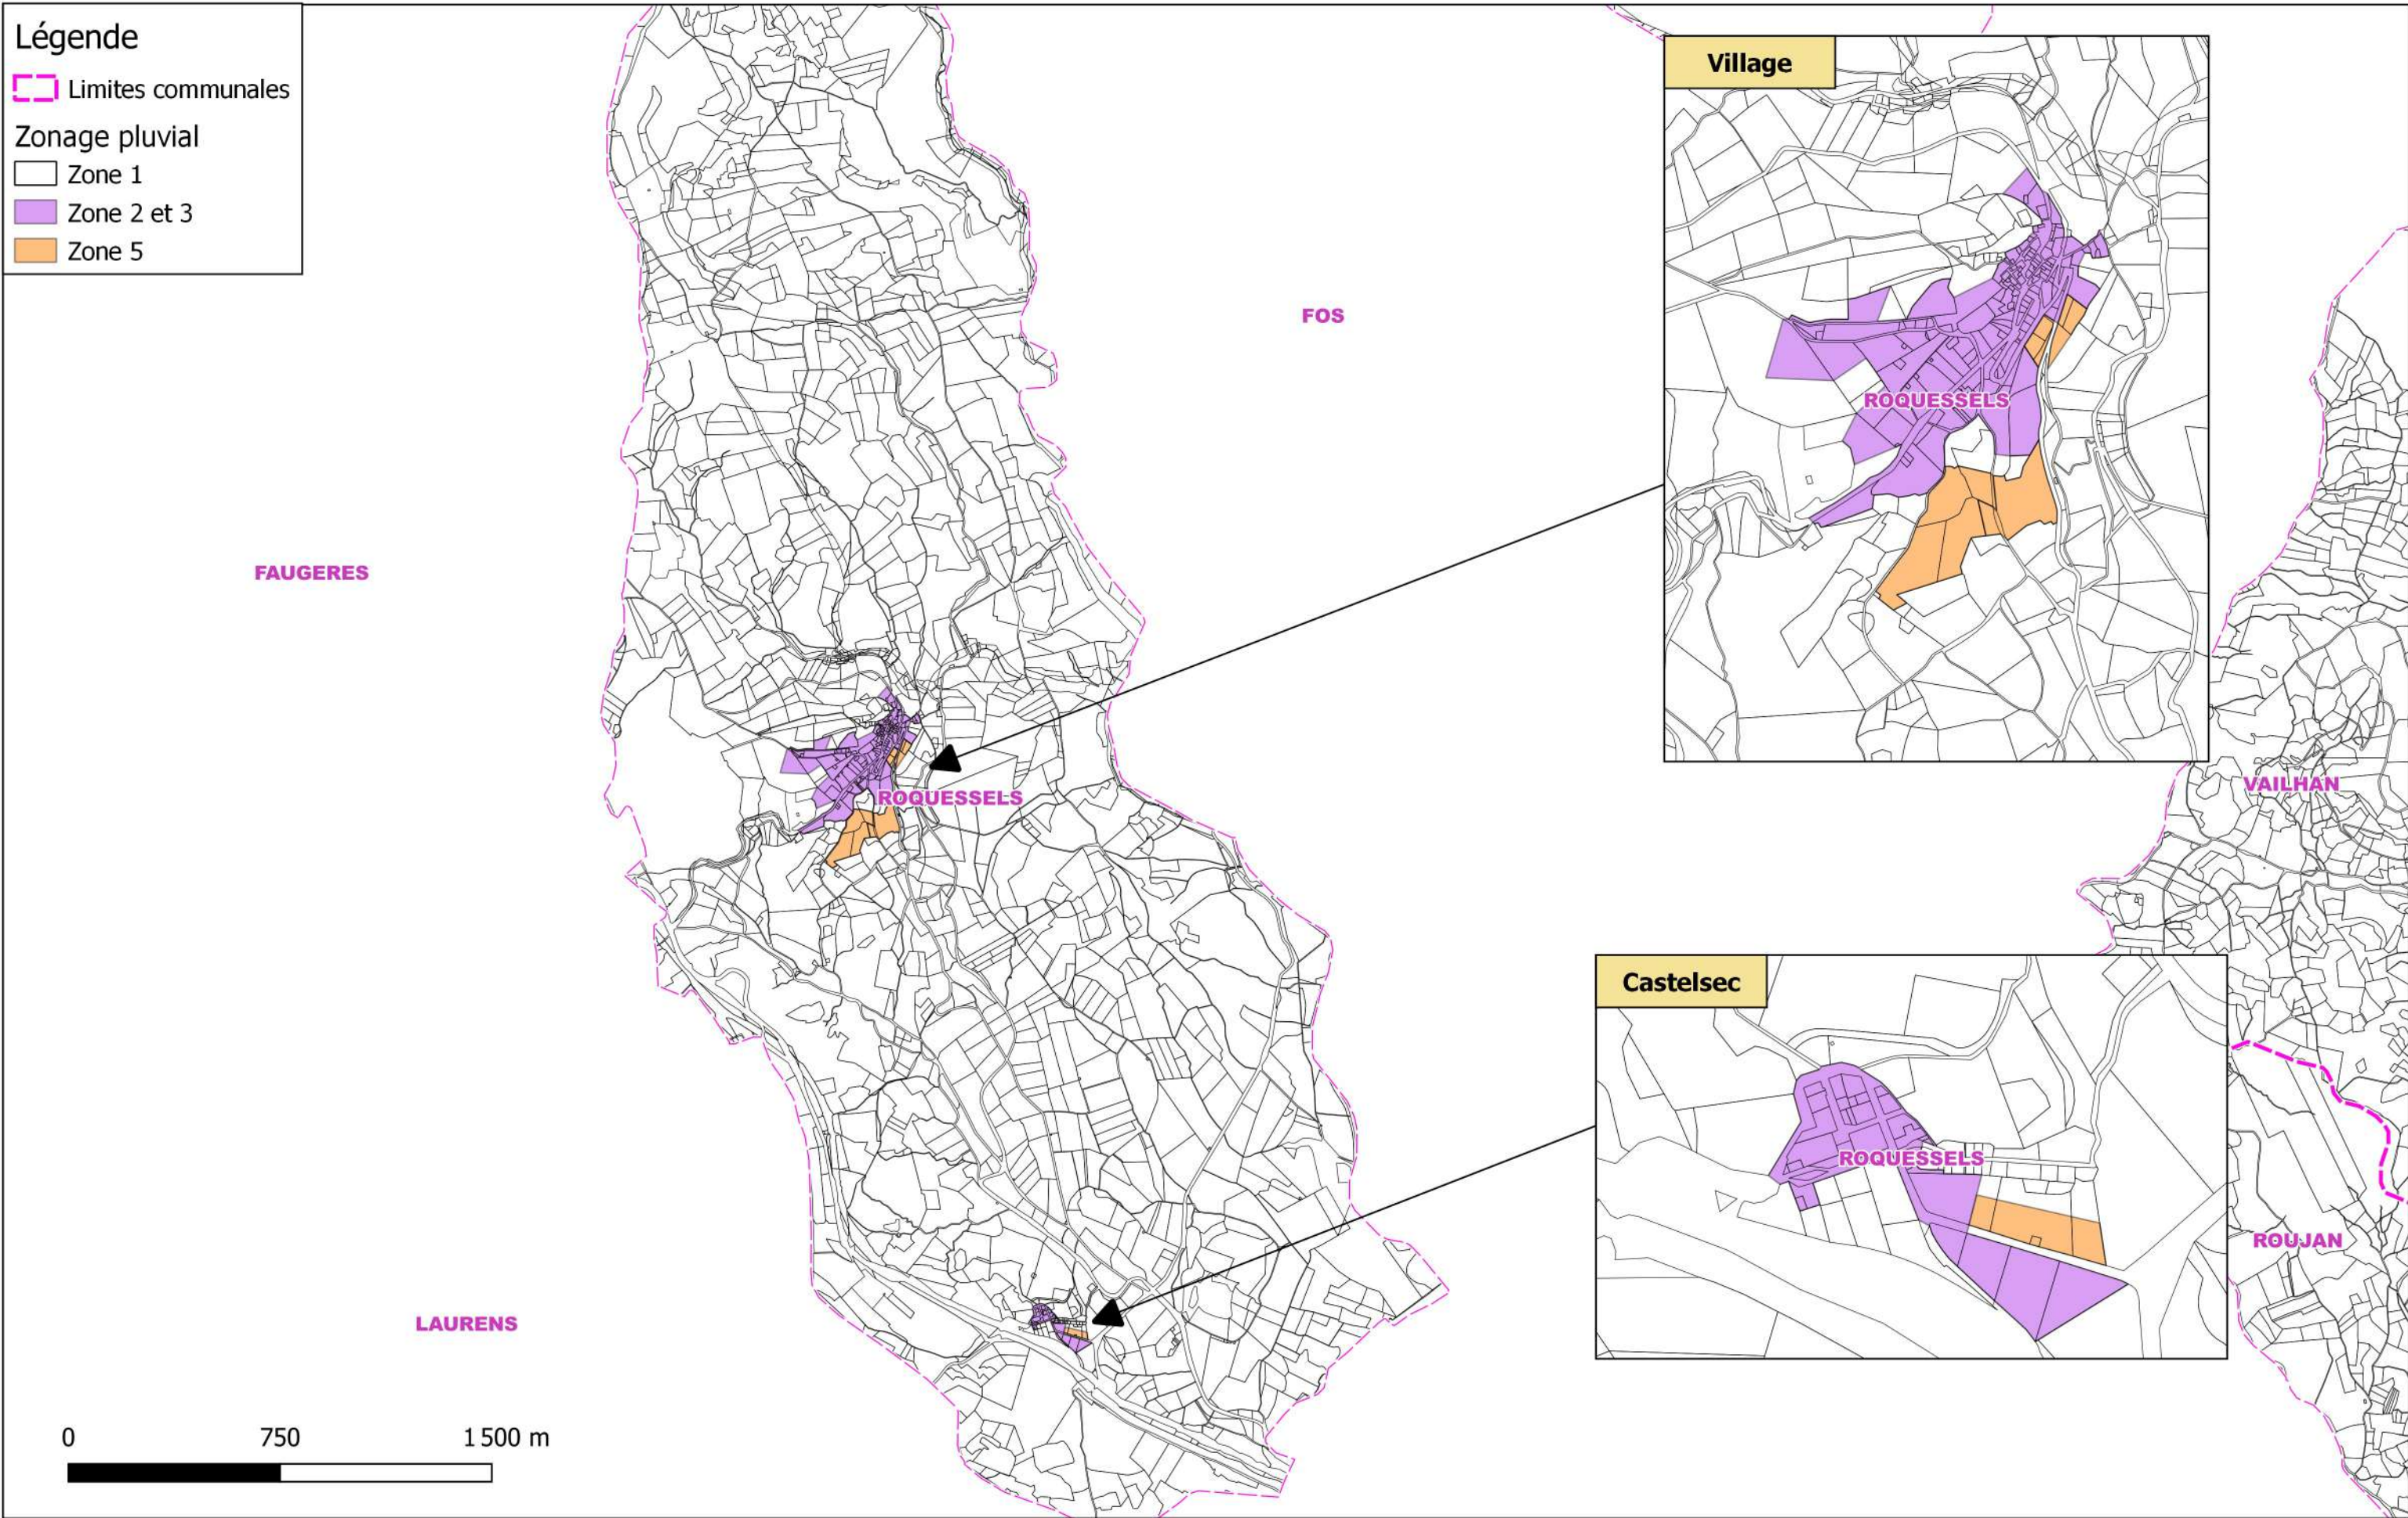 Légende
Limites communales
Zonage pluvial
Zone 1
Zone 2 et 3
Zone 5
Village
FOS
ROQUESSELS
FAUGERES
ROQUESSELS
VAILHAN
Castelsec
ROQUESSELS
ROUJAN
LAURENS
0 750 1 500 m